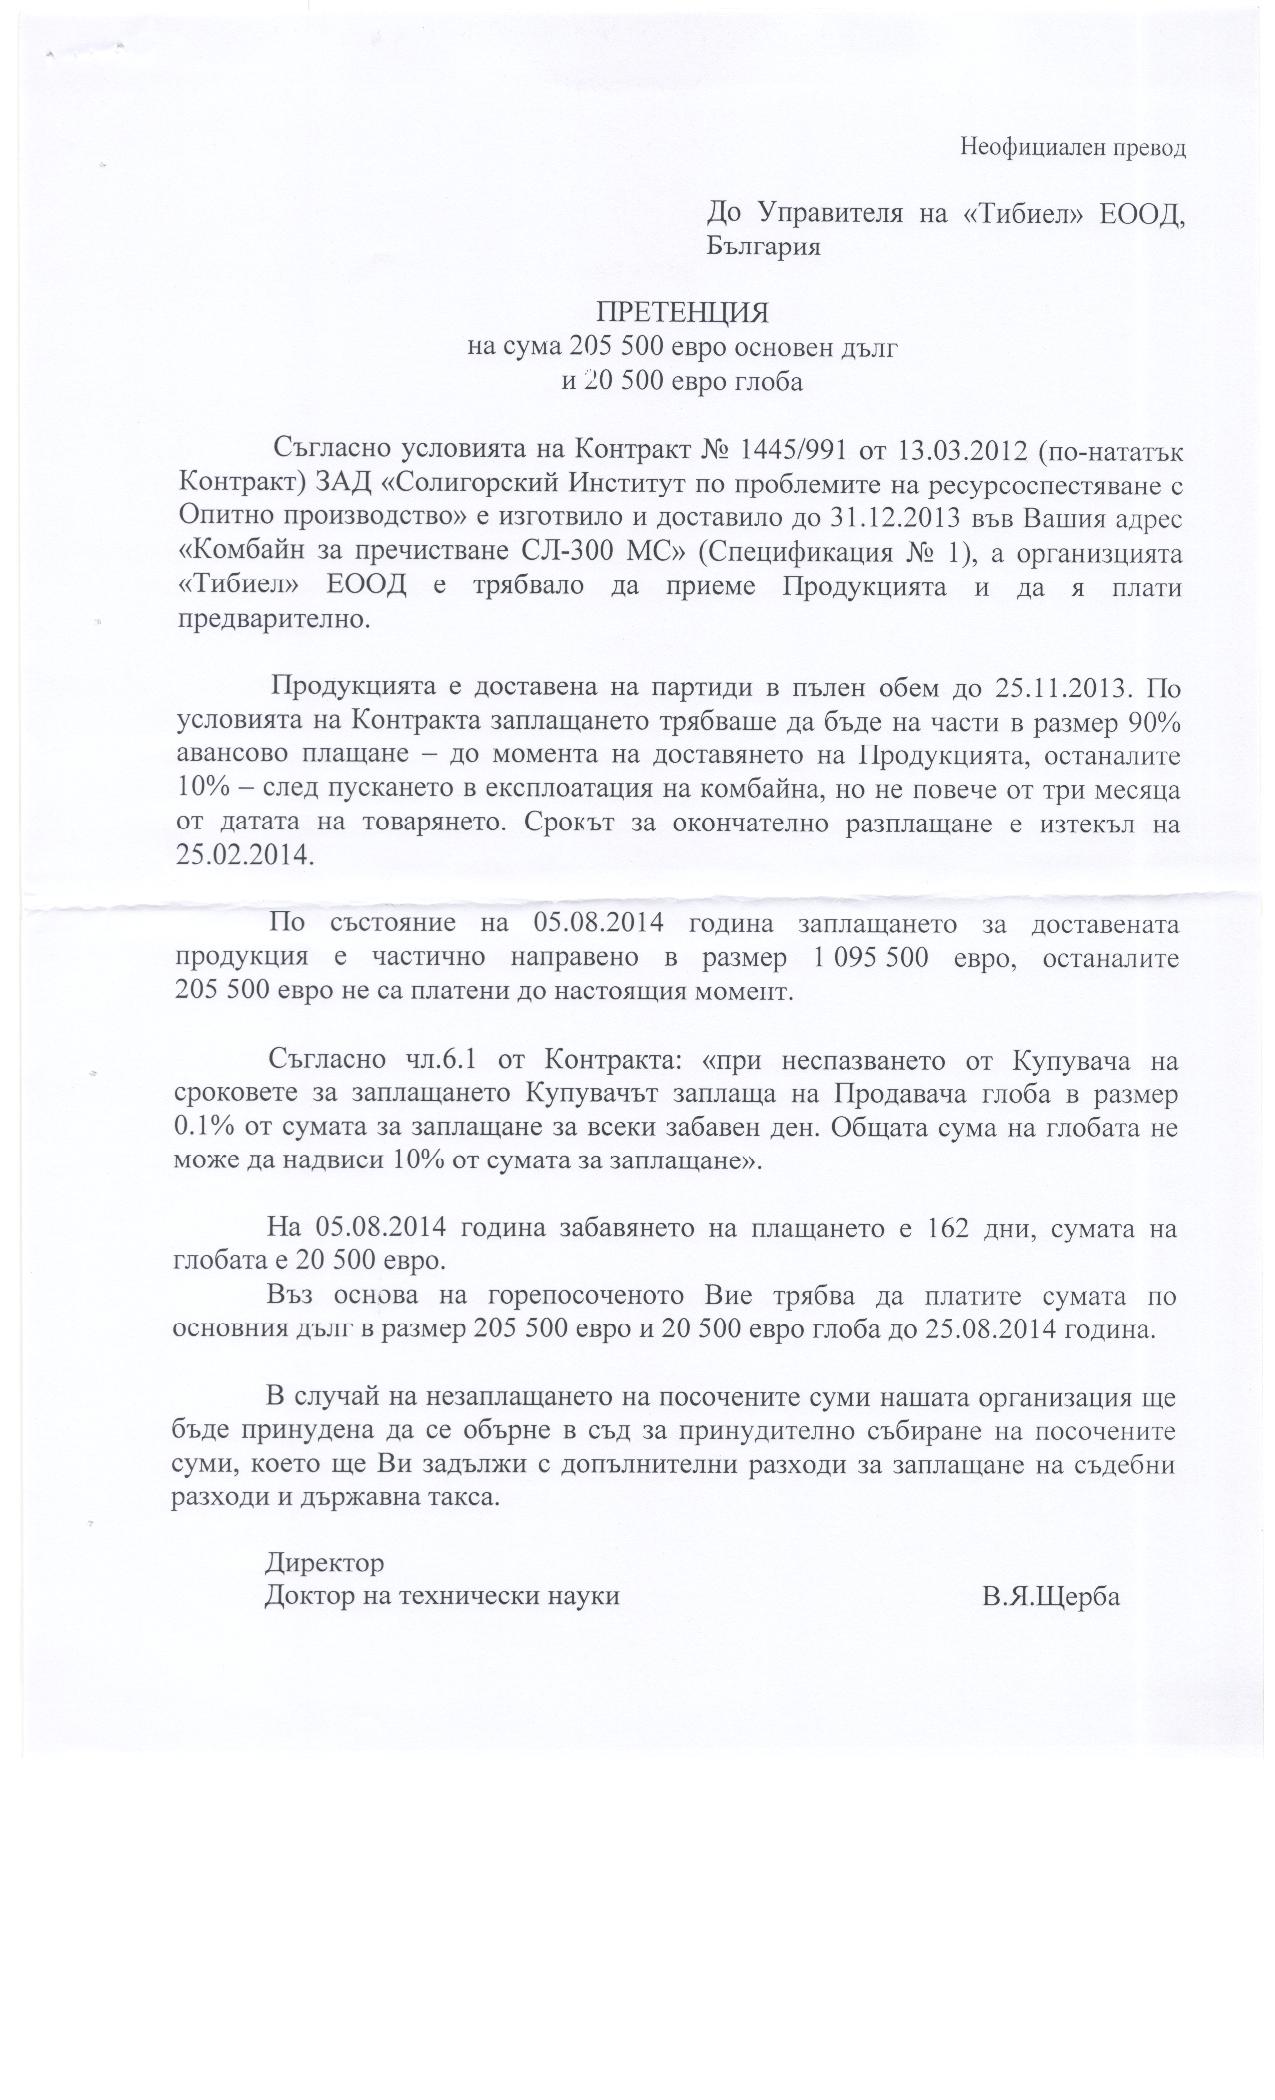 Неофициален превод
До Управителя на «Тибиел» ЕООД,
България
ПРЕТЕНЦИЯ
на сума 205 500 евро основен дълг
и 20 500 евро глоба
Съгласно условията на Контракт № 1445/991 от 13.03.2012 (по-нататък
Контракт) ЗАД «Солигорский Институт по проблемите на ресурсоспестяване с
Опитно производство» е изготвило и доставило до 31.12.2013 във Вашия адрес
«Комбайн за пречистване СЛ-300 МС» (Спецификация № 1), а организцията
«Тибиел» ЕООД е трябвало да приеме Продукцията и да я плати
предварително.
Продукцията е доставена на партиди в пълен обем до 25.11.2013. По
условията на Контракта заплащането трябваше да бъде на части в размер 90%
авансово плащане – до момента на доставянето на Продукцията, останалите
10% – след пускането в експлоатация на комбайна, но не повече от три месяца
от датата на товарянето. Срокът за окончателно разплащане е изтекъл на
25.02.2014.
По състояние на 05.08.2014 година заплащането за доставената
продукция е частично направено в размер 1 095 500 евро, останалите
205 500 евро не са платени до настоящия момент.
Съгласно чл.6.1 от Контракта: «при неспазването от Купувача на
сроковете за заплащането Купувачът заплаща на Продавача глоба в размер
0.1% от сумата за заплащане за всеки забавен ден. Общата сума на глобата не
може да надвиси 10% от сумата за заплащане».
На 05.08.2014 година забавянето на плащането е 162 дни, сумата на
глобата е 20 500 евро.
Въз основа на горепосоченото Вие трябва да платите сумата по
основния дълг в размер 205 500 евро и 20 500 евро глоба до 25.08.2014 година.
В случай на незаплащането на посочените суми нашата организация ще
бъде принудена да се обърне в съд за принудително събиране на посочените
суми, което ще Ви задължи с допълнителни разходи за заплащане на съдебни
разходи и държавна такса.
Директор
Доктор на технически науки В.Я.Щерба